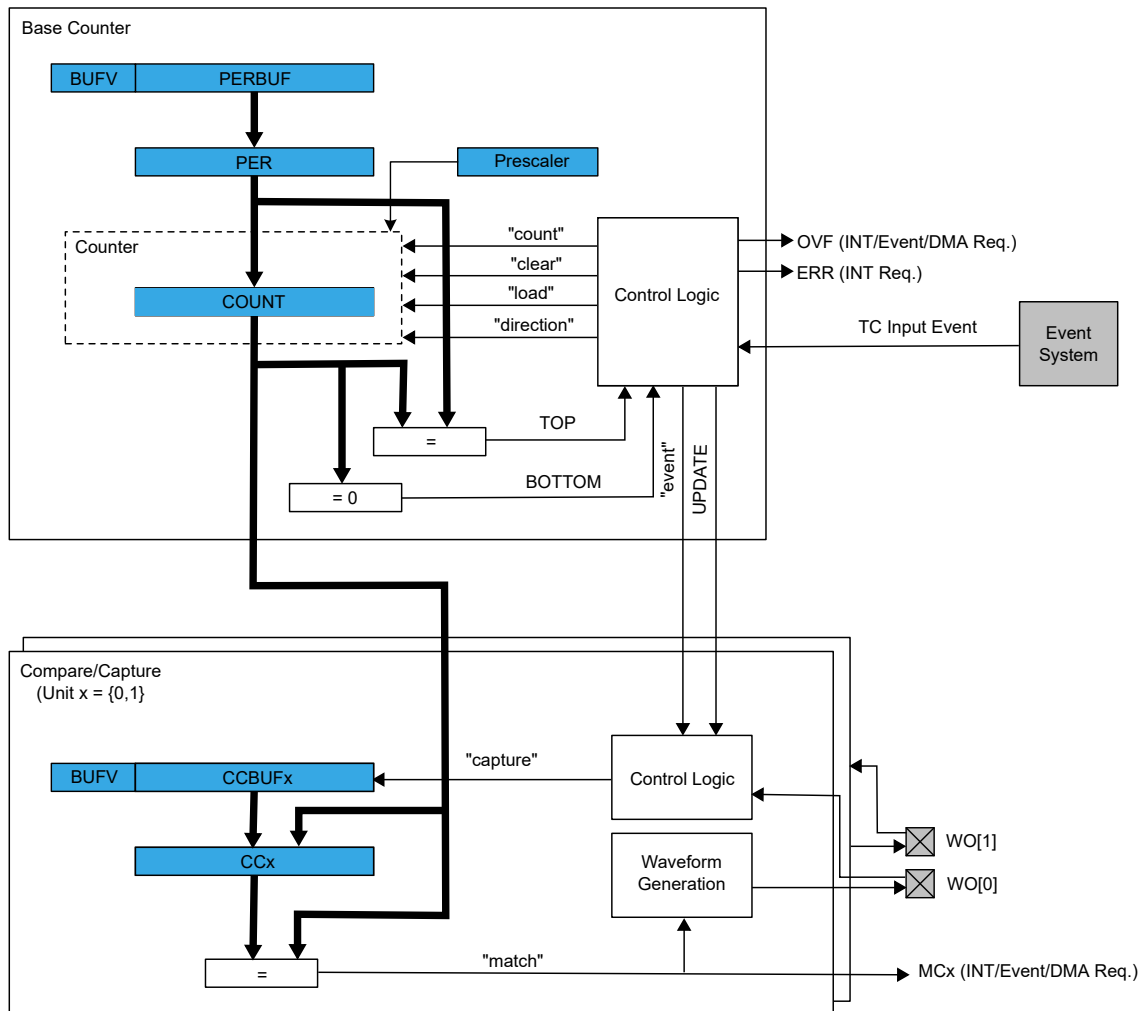 Base Counter
BUFV
PERBUF
PER
Prescaler
Counter
COUNT
"count"
"clear"
"load"
"direction"
Control Logic
OVF (INT/Event/DMA Req.)
ERR (INT Req.)
TC Input Event
Event
System
=
TOP
= 0
BOTTOM
"event"
UPDATE
Compare/Capture
(Unit x = {0,1}
BUFV
CCBUFx
"capture"
Control Logic
CCx
Waveform
Generation
WO[1]
WO[0]
=
"match"
MCx (INT/Event/DMA Req.)